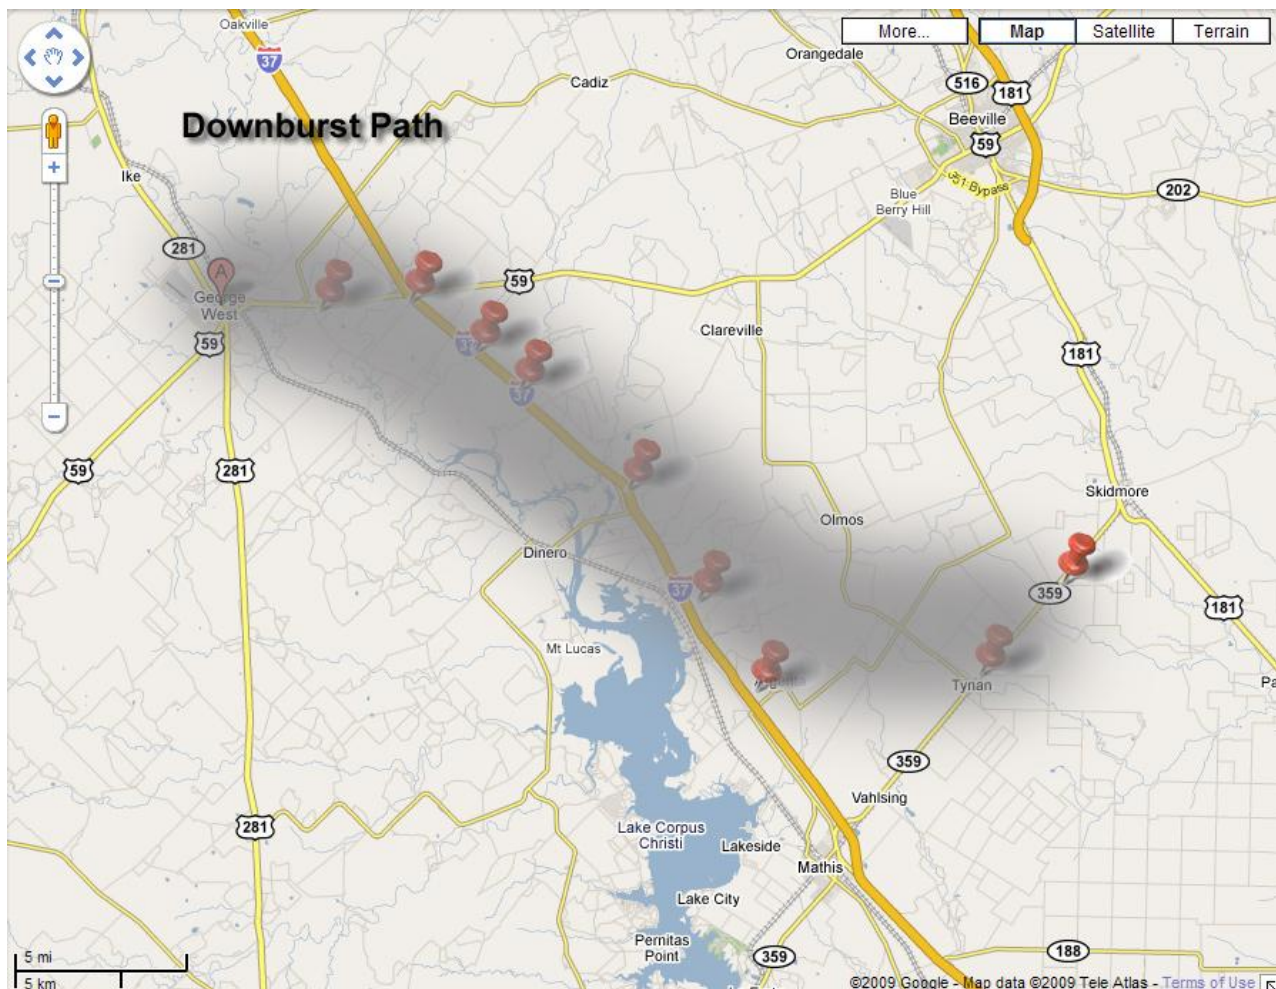 Oakville
37
More...
Map
Satellite
Terrain
Orangedale
Cadiz
516
181
Beeville
59
Downburst Path
351 Bypass
Ike
Blue
Berry Hill
202
281
A
George
West
59
59
37
Clareville
181
37
59
281
Skidmore
Olmos
Dinero
37
359
181
Mt Lucas
Tynan
Pa
359
Vahlsing
281
Lake Corpus
Christi
Lakeside
Mathis
Lake City
Pernitas
Point
359
188
5 mi
5 km
©2009 Google - Map data ©2009 Tele Atlas - Terms of Use